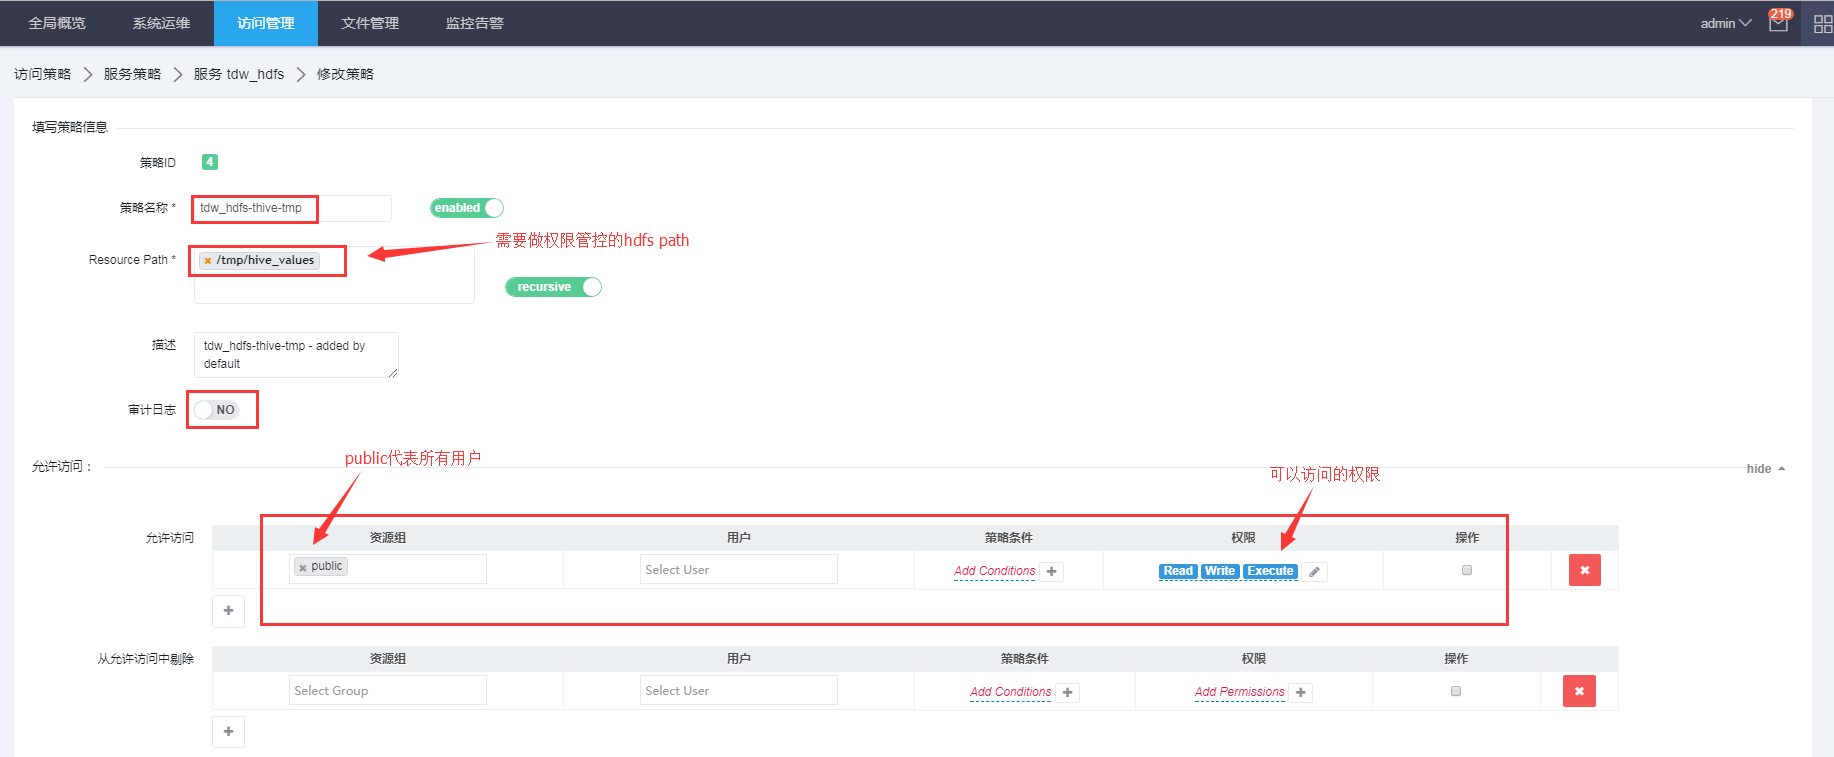 全局概览 系统运维 访问管理 文件管理 监控告警 admin 219
访问策略 服务策略 服务 tdw_hdfs 修改策略
填写策略信息
策略ID 4
策略名称 * tdw_hdfs-thive-tmp enabled
需要做权限管控的hdfs path
Resource Path * /tmp/hive_values
recursive
描述 tdw_hdfs-thive-tmp - added by
default
审计日志 NO
public代表所有用户
允许访问： hide
可以访问的权限
允许访问 资源组 用户 策略条件 权限 操作
public Select User Add Conditions Read Write Execute
从允许访问中剔除 资源组 用户 策略条件 权限 操作
Select Group Select User Add Conditions Add Permissions